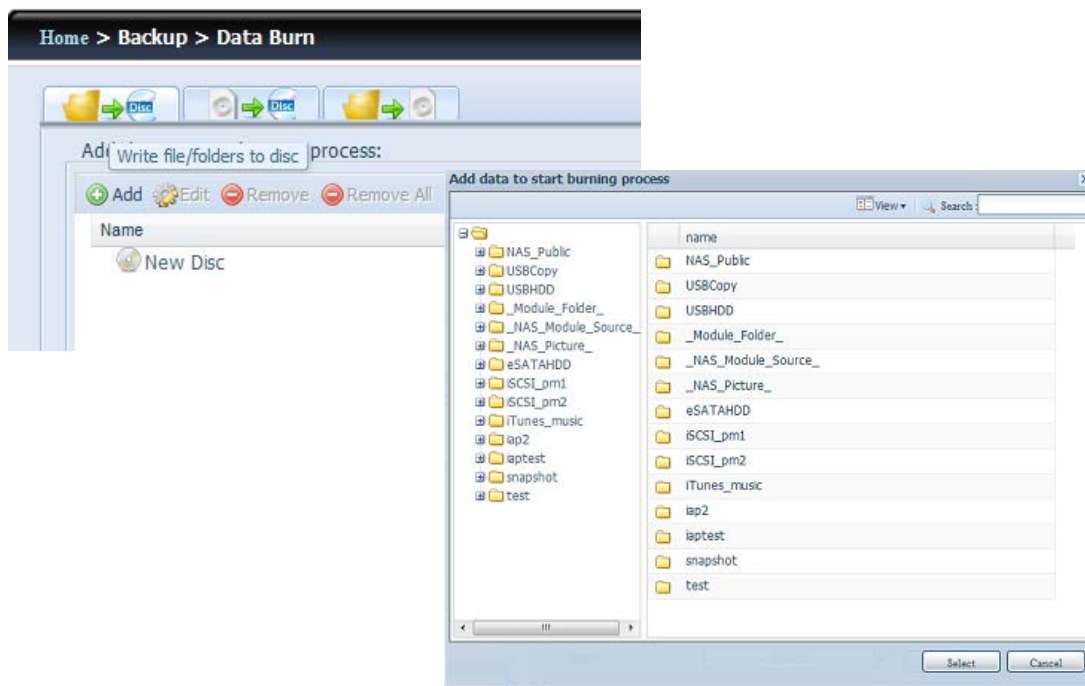 Home > Backup > Data Burn
Disc
Disc
Add
process:
Write file/folders to disc
Add Edit Remove Remove All
Name
New Disc
Add data to start burning process
View Search :
NAS_Public
USBCopy
USBHDD
_Module_Folder_
_NAS_Module_Source_
_NAS_Picture_
eSATAHDD
iSCSI_pm1
iSCSI_pm2
iTunes_music
iap2
iaptest
snapshot
test
name
NAS_Public
USBCopy
USBHDD
_Module_Folder_
_NAS_Module_Source_
_NAS_Picture_
eSATAHDD
iSCSI_pm1
iSCSI_pm2
iTunes_music
iap2
iaptest
snapshot
test
Select Cancel